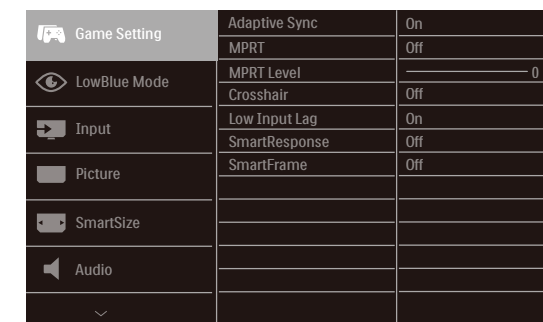 Game Setting
LowBlue Mode
Input
Picture
SmartSize
Audio
Adaptive Sync On
MPRT Off
MPRT Level 0
Crosshair Off
Low Input Lag On
SmartResponse Off
SmartFrame Off